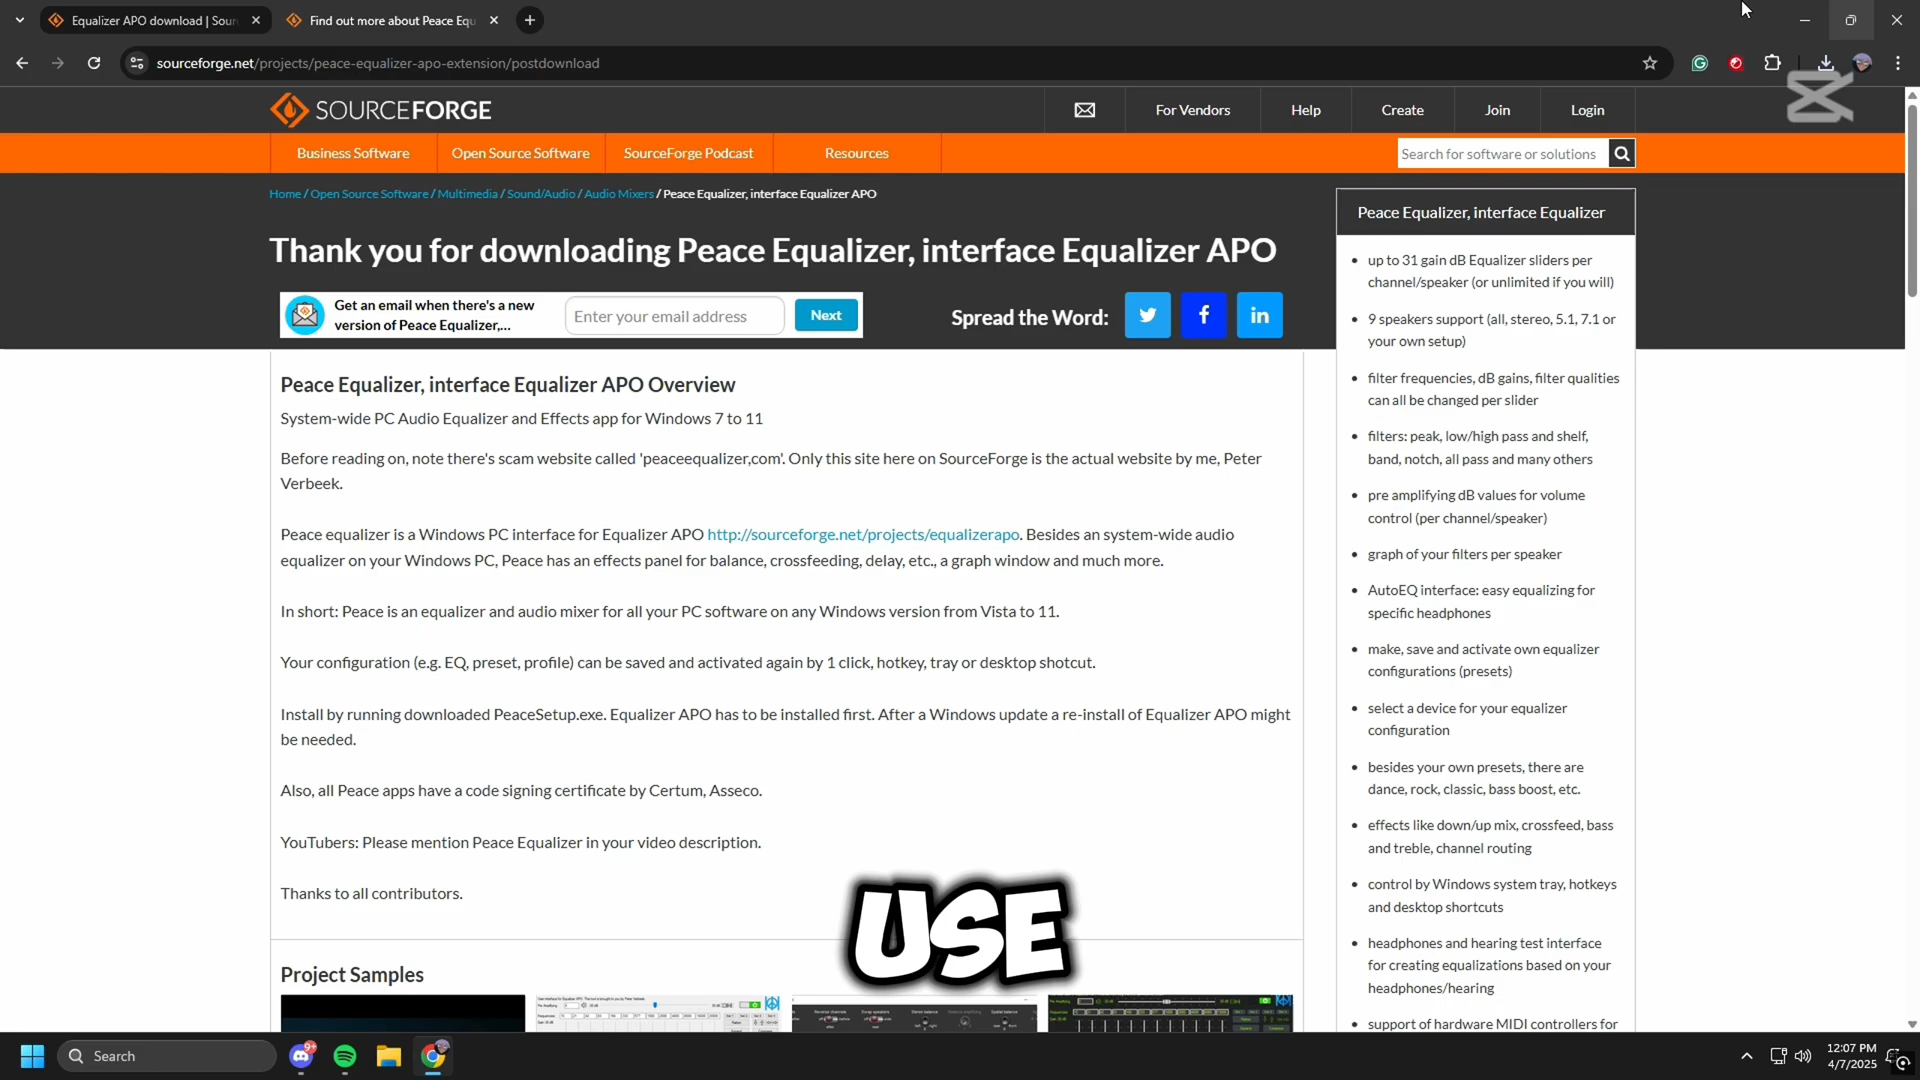 Equalizer APO download | Sour
Find out more about Peace Equ
sourceforge.net/projects/peace-equalizer-apo-extension/postdownload
SOURCEFORGE
For Vendors
Help
Create
Join
Login
Business Software
Open Source Software
SourceForge Podcast
Resources
Search for software or solutions
Home / Open Source Software / Multimedia / Sound/Audio / Audio Mixers / Peace Equalizer, interface Equalizer APO
Thank you for downloading Peace Equalizer, interface Equalizer APO
Get an email when there's a new
version of Peace Equalizer,...
Enter your email address
Next
Spread the Word:
Peace Equalizer, interface Equalizer APO Overview
System-wide PC Audio Equalizer and Effects app for Windows 7 to 11
Before reading on, note there's scam website called 'peaceequalizer,com'. Only this site here on SourceForge is the actual website by me, Peter
Verbeek.
Peace equalizer is a Windows PC interface for Equalizer APO http://sourceforge.net/projects/equalizerapo. Besides an system-wide audio
equalizer on your Windows PC, Peace has an effects panel for balance, crossfeeding, delay, etc., a graph window and much more.
In short: Peace is an equalizer and audio mixer for all your PC software on any Windows version from Vista to 11.
Your configuration (e.g. EQ, preset, profile) can be saved and activated again by 1 click, hotkey, tray or desktop shotcut.
Install by running downloaded PeaceSetup.exe. Equalizer APO has to be installed first. After a Windows update a re-install of Equalizer APO might
be needed.
Also, all Peace apps have a code signing certificate by Certum, Asseco.
YouTubers: Please mention Peace Equalizer in your video description.
Thanks to all contributors.
Project Samples
Peace Equalizer, interface Equalizer
up to 31 gain dB Equalizer sliders per
channel/speaker (or unlimited if you will)
9 speakers support (all, stereo, 5.1, 7.1 or
your own setup)
filter frequencies, dB gains, filter qualities
can all be changed per slider
filters: peak, low/high pass and shelf,
band, notch, all pass and many others
pre amplifying dB values for volume
control (per channel/speaker)
graph of your filters per speaker
AutoEQ interface: easy equalizing for
specific headphones
make, save and activate own equalizer
configurations (presets)
select a device for your equalizer
configuration
besides your own presets, there are
dance, rock, classic, bass boost, etc.
effects like down/up mix, crossfeed, bass
and treble, channel routing
control by Windows system tray, hotkeys
and desktop shortcuts
headphones and hearing test interface
for creating equalizations based on your
headphones/hearing
support of hardware MIDI controllers for
USE
Search
9+
12:07 PM
4/7/2025